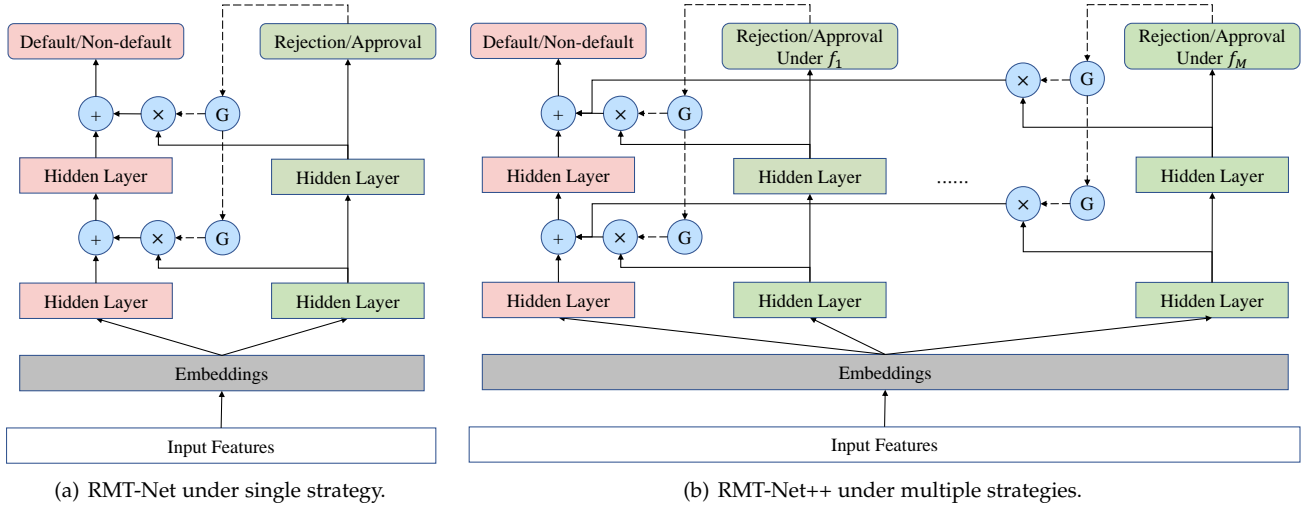 Default/Non-default
Rejection/Approval
G
+
×
Hidden Layer
Hidden Layer
G
+
×
Hidden Layer
Hidden Layer
Embeddings
Input Features
(a) RMT-Net under single strategy.
Default/Non-default
Rejection/Approval
Under f1
Rejection/Approval
Under fM
+
×
G
×
G
Hidden Layer
Hidden Layer
......
Hidden Layer
+
×
G
×
G
Hidden Layer
Hidden Layer
Hidden Layer
Embeddings
Input Features
(b) RMT-Net++ under multiple strategies.